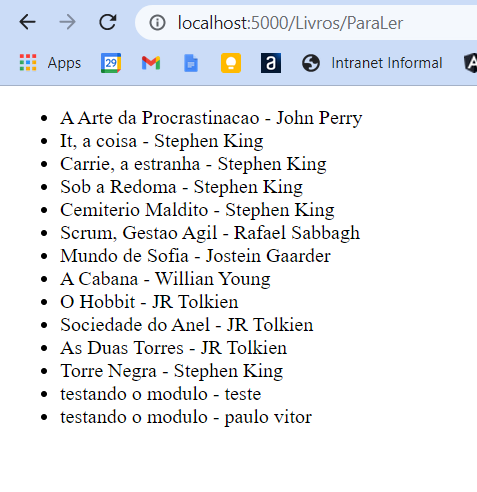 localhost:5000/Livros/ParaLer
Apps 29 a Intranet Informal
A Arte da Procrastinacao - John Perry
It, a coisa - Stephen King
Carrie, a estranha - Stephen King
Sob a Redoma - Stephen King
Cemiterio Maldito - Stephen King
Scrum, Gestao Agil - Rafael Sabbagh
Mundo de Sofia - Jostein Gaarder
A Cabana - Willian Young
O Hobbit - JR Tolkien
Sociedade do Anel - JR Tolkien
As Duas Torres - JR Tolkien
Torre Negra - Stephen King
testando o modulo - teste
testando o modulo - paulo vitor